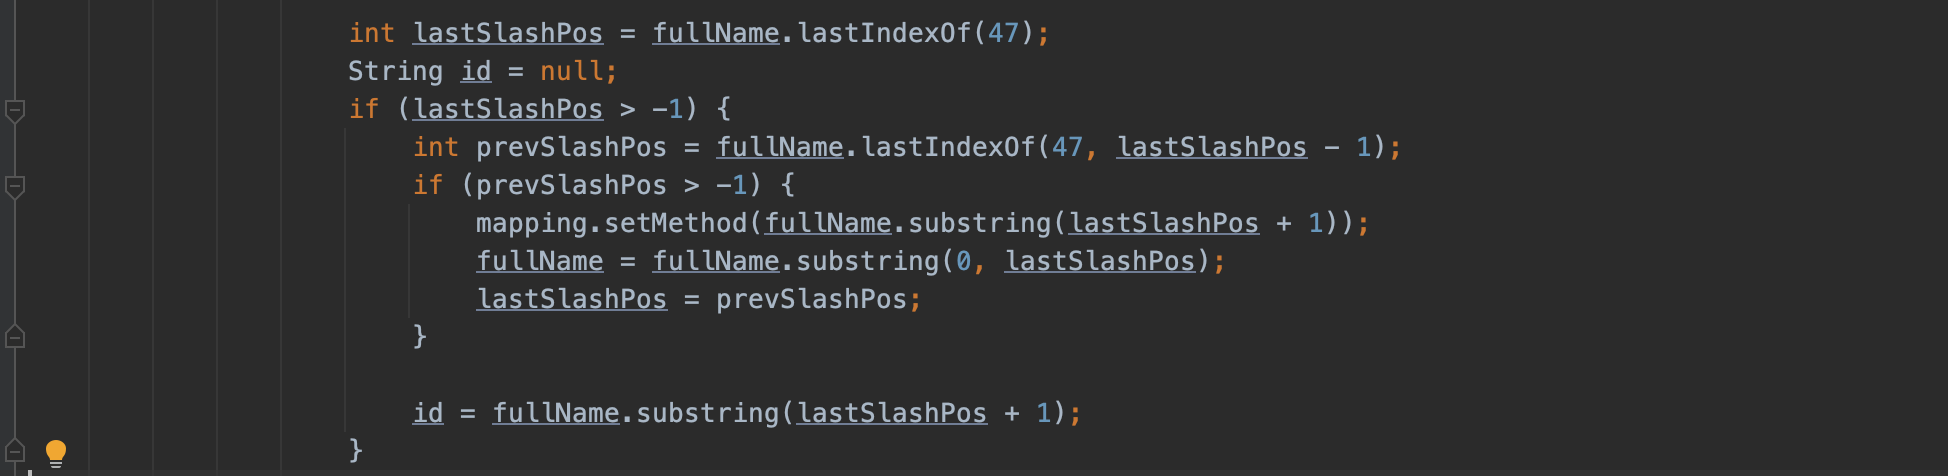 int lastSlashPos = fullName.lastIndexOf(47);
String id = null;
if (lastSlashPos > -1) {
int prevSlashPos = fullName.lastIndexOf(47, lastSlashPos - 1);
if (prevSlashPos > -1) {
mapping.setMethod(fullName.substring(lastSlashPos + 1));
fullName = fullName.substring(0, lastSlashPos);
lastSlashPos = prevSlashPos;
}
id = fullName.substring(lastSlashPos + 1);
}